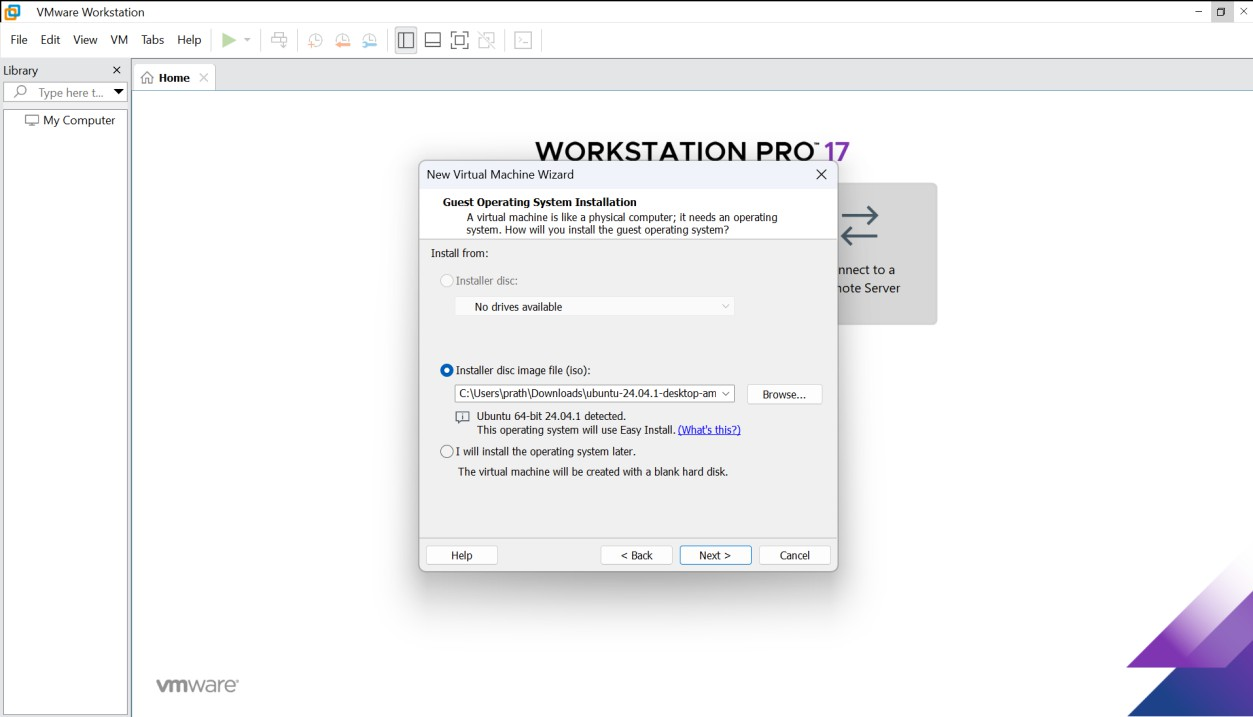 VMware Workstation
File Edit View VM Tabs Help
Library
Type here t...
Home
My Computer
WORKSTATION PRO™ 17
New Virtual Machine Wizard
Guest Operating System Installation
A virtual machine is like a physical computer; it needs an operating
system. How will you install the guest operating system?
Install from:
Installer disc:
No drives available
Installer disc image file (iso):
C:\Users\prath\Downloads\ubuntu-24.04.1-desktop-am
Browse...
Ubuntu 64-bit 24.04.1 detected.
This operating system will use Easy Install. (What's this?)
I will install the operating system later.
The virtual machine will be created with a blank hard disk.
Help
< Back
Next >
Cancel
nnect to a
note Server
vmware®